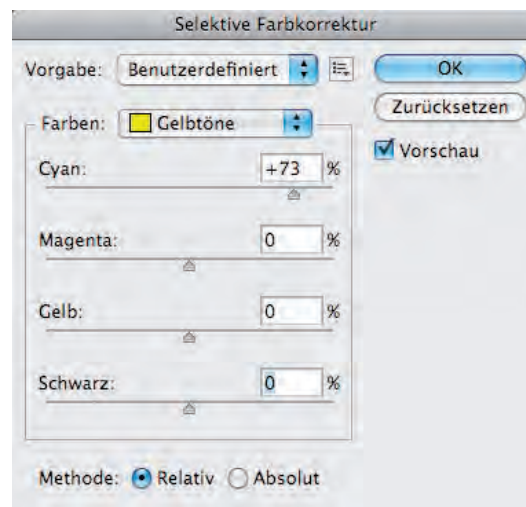 Selektive Farbkorrektur
Vorgabe: Benutzerdefiniert
OK
Zurücksetzen
Vorschau
Farben: Gelbtöne
Cyan: +73 %
Magenta: 0 %
Gelb: 0 %
Schwarz: 0 %
Methode: Relativ Absolut